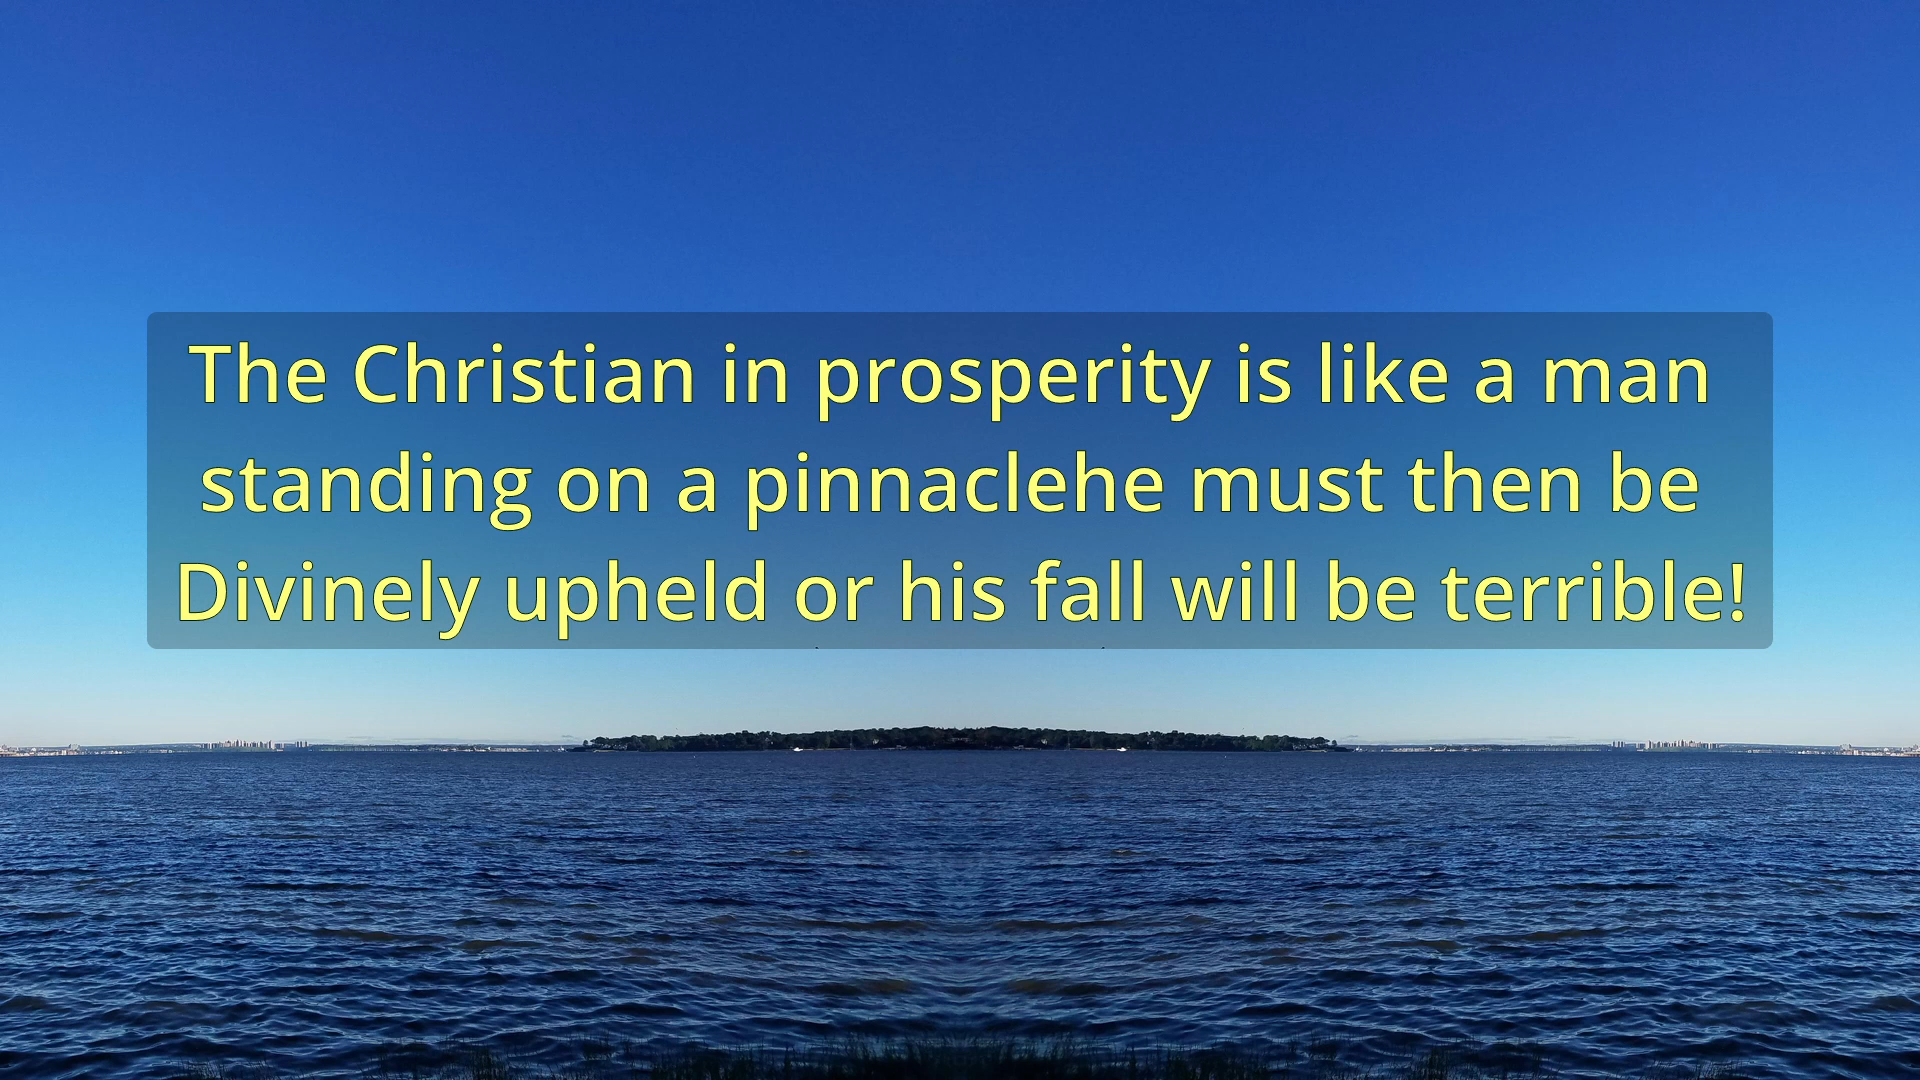 The Christian in prosperity is like a man
standing on a pinnaclehe must then be
Divinely upheld or his fall will be terrible!